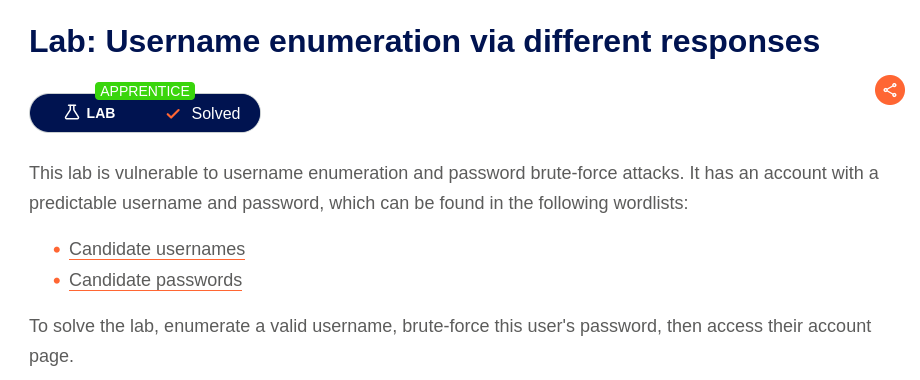 Lab: Username enumeration via different responses
APPRENTICE
LAB Solved
This lab is vulnerable to username enumeration and password brute-force attacks. It has an account with a
predictable username and password, which can be found in the following wordlists:
Candidate usernames
Candidate passwords
To solve the lab, enumerate a valid username, brute-force this user's password, then access their account
page.